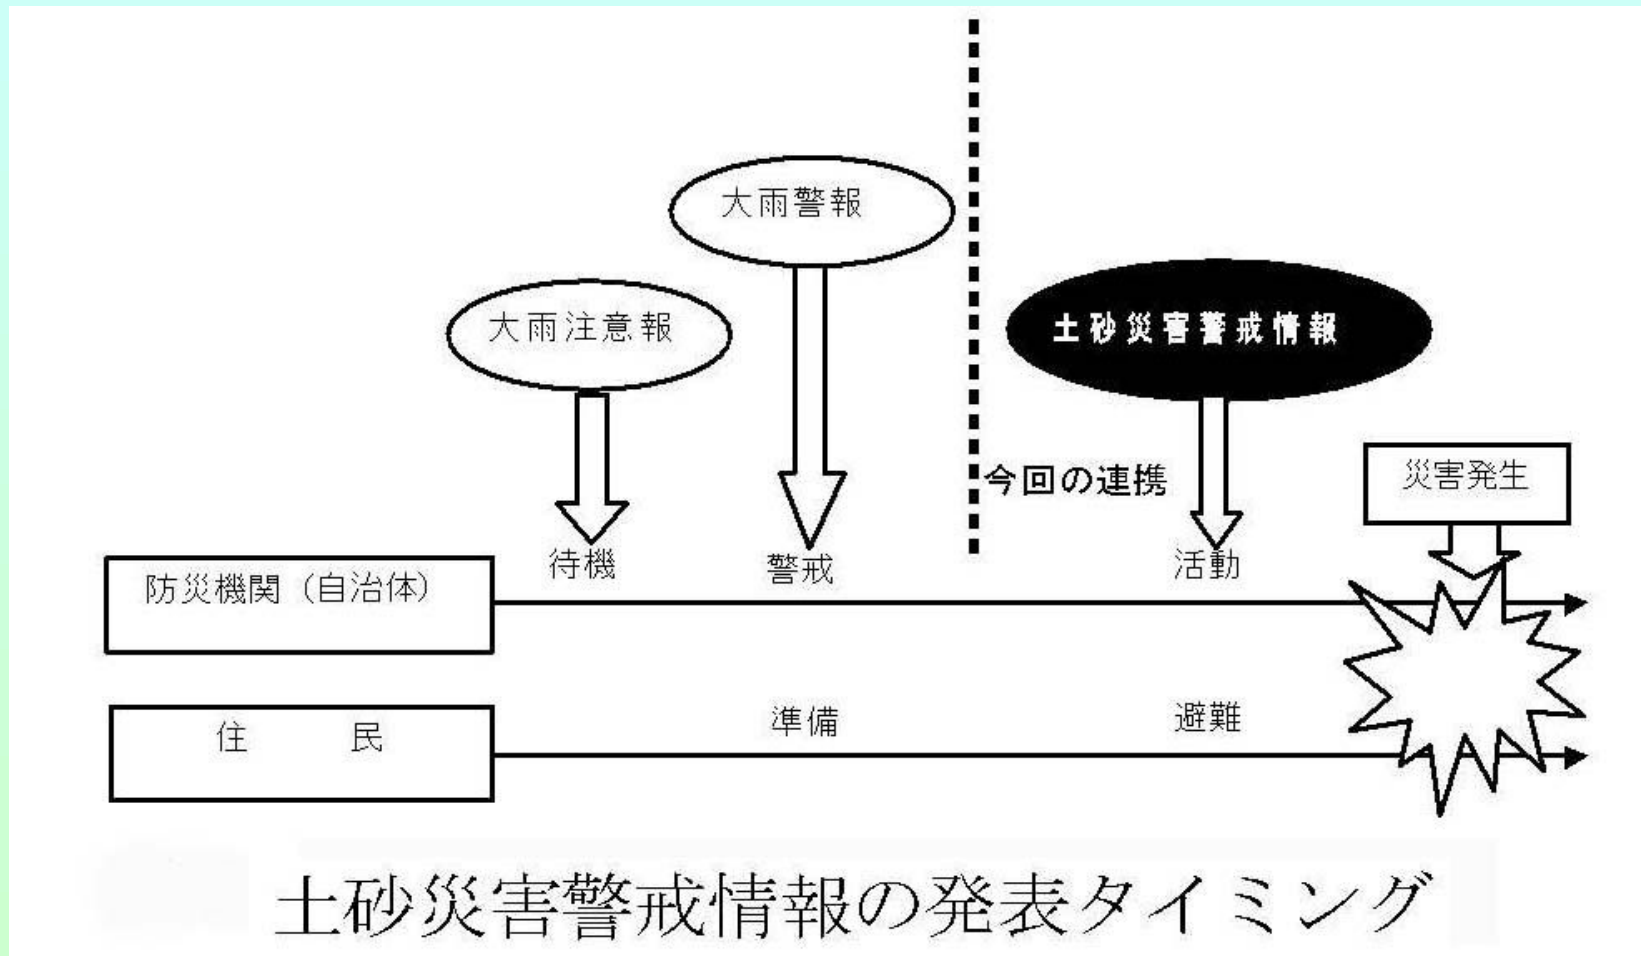 大雨警報
大雨注意報
土砂災害警戒情報
今回の連携
災害発生
待機
警戒
活動
防災機関（自治体）
準備
避難
住 民
土砂災害警戒情報の発表タイミング